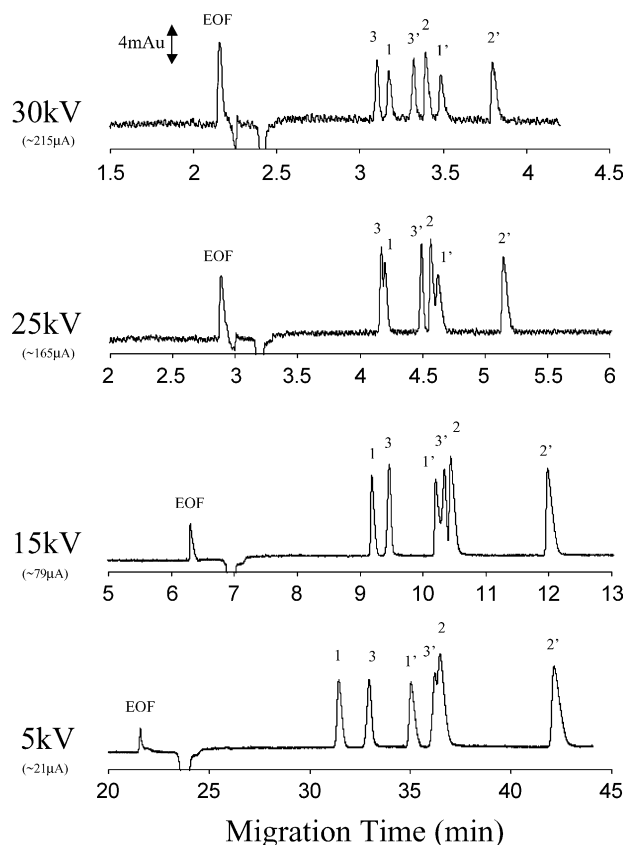 EOF
4mAu
3
1
3’
2
1’
2’
30kV
(~215μA)
1.5 2 2.5 3 3.5 4 4.5
EOF
3
1
3’
2
1’
2’
25kV
(~165μA)
2 2.5 3 3.5 4 4.5 5 5.5 6
EOF
1
3
1’
3’
2
2’
15kV
(~79μA)
5 6 7 8 9 10 11 12 13
EOF
1
3
1’
3’
2
2’
5kV
(~21μA)
20 25 30 35 40 45
Migration Time (min)